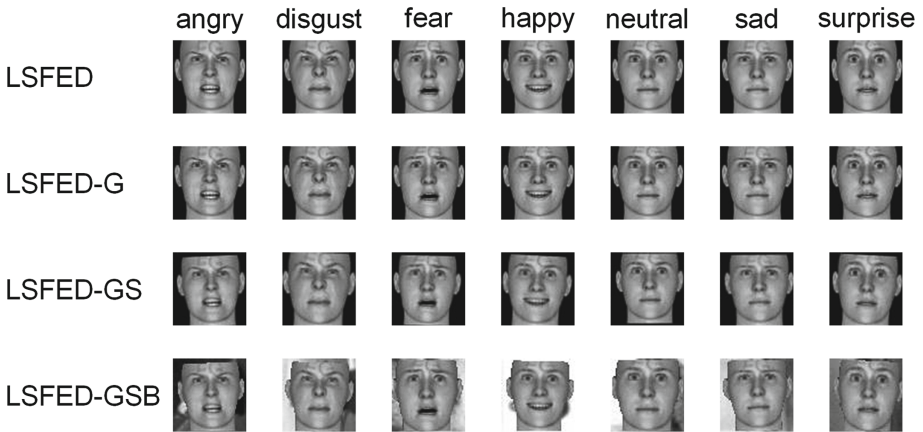 angry disgust fear happy neutral sad surprise
LSFED
LSFED-G
LSFED-GS
LSFED-GSB